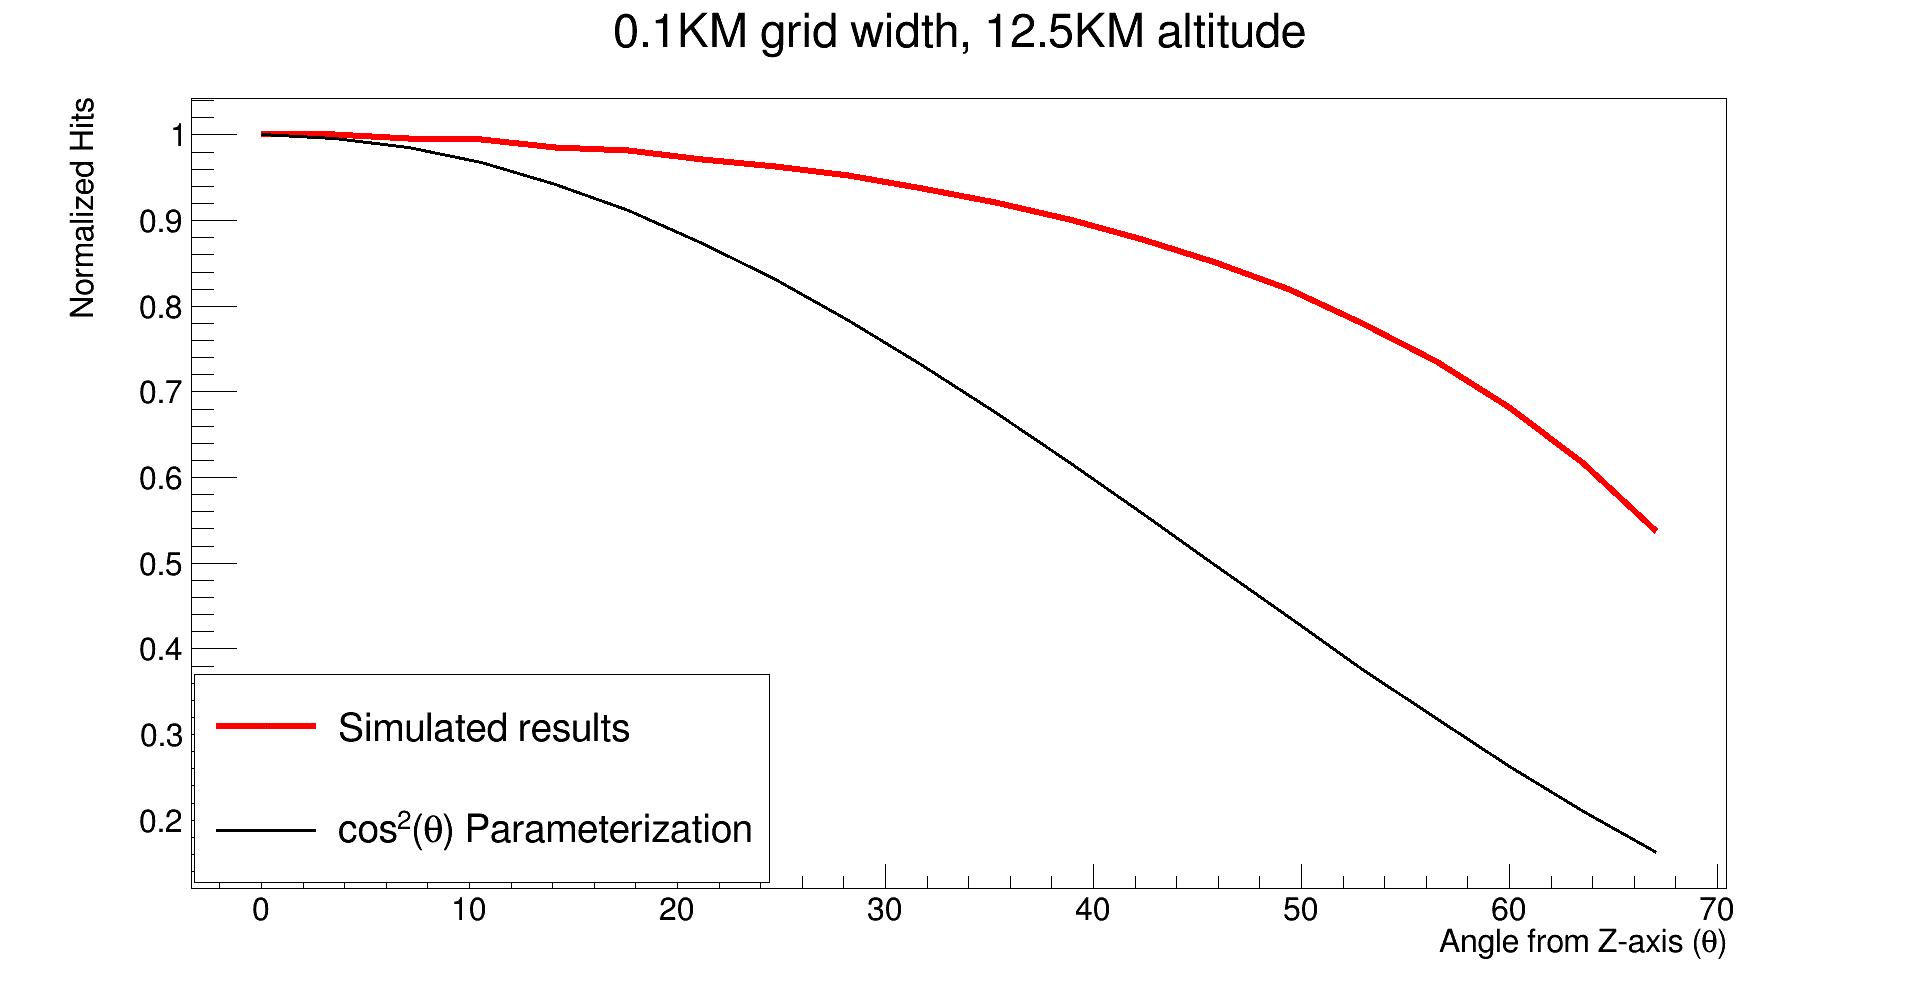 0.1KM grid width, 12.5KM altitude
Normalized Hits
1
0.9
0.8
0.7
0.6
0.5
0.4
0.3
0.2
Simulated results
cos²(θ) Parameterization
0 10 20 30 40 50 60 70
Angle from Z-axis (θ)